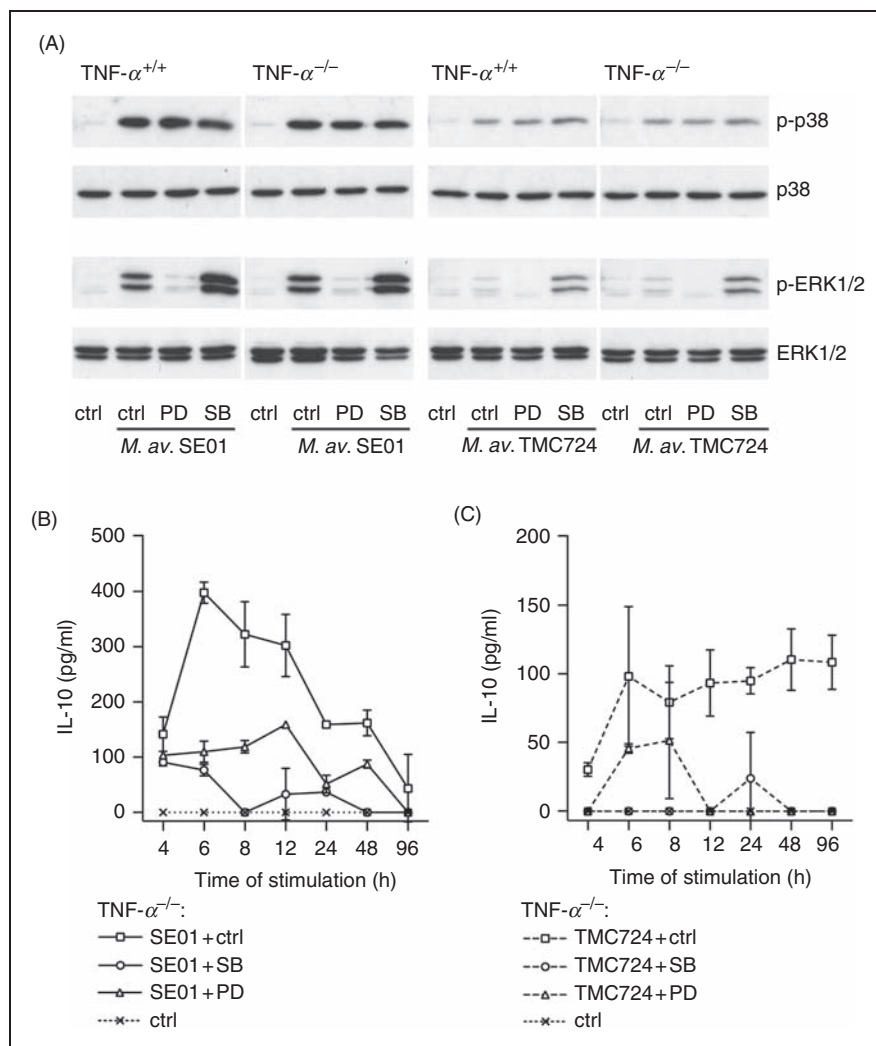 (A)
TNF-α+/+ TNF-α−/− TNF-α+/+ TNF-α−/−
p-p38
p38
p-ERK1/2
ERK1/2
ctrl ctrl PD SB ctrl ctrl PD SB ctrl ctrl PD SB ctrl ctrl PD SB
M. av. SE01 M. av. SE01 M. av. TMC724 M. av. TMC724
(B)
500
400
300
200
100
0
IL-10 (pg/ml)
4 6 8 12 24 48 96
Time of stimulation (h)
TNF-α−/−:
SE01+ctrl
SE01+SB
SE01+PD
ctrl
(C)
200
150
100
50
0
IL-10 (pg/ml)
4 6 8 12 24 48 96
Time of stimulation (h)
TNF-α−/−:
TMC724+ctrl
TMC724+SB
TMC724+PD
ctrl